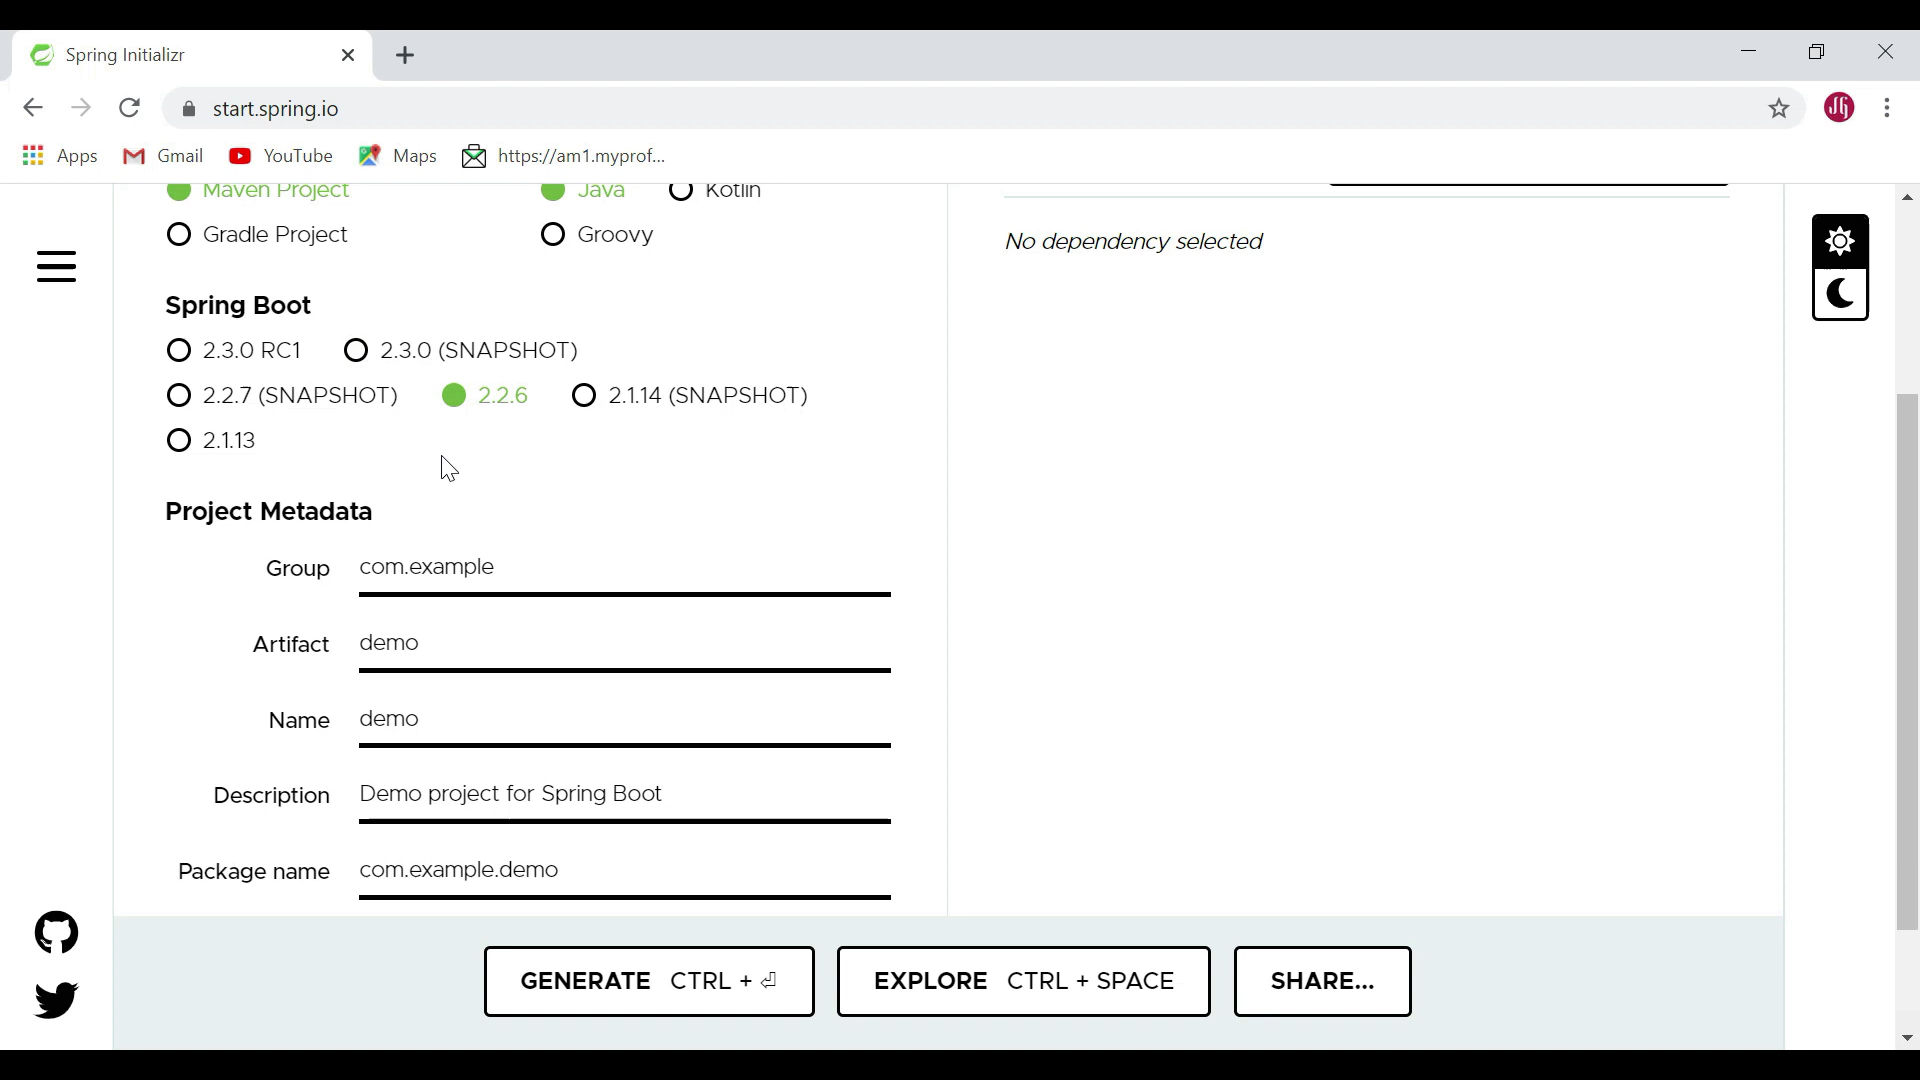 Spring Initializr
start.spring.io
Apps Gmail YouTube Maps https://am1.myprof...
Maven Project Java Kotlin
Gradle Project Groovy
No dependency selected
Spring Boot
2.3.0 RC1 2.3.0 (SNAPSHOT)
2.2.7 (SNAPSHOT) 2.2.6 2.1.14 (SNAPSHOT)
2.1.13
Project Metadata
Group com.example
Artifact demo
Name demo
Description Demo project for Spring Boot
Package name com.example.demo
GENERATE CTRL + ⏎ EXPLORE CTRL + SPACE SHARE...